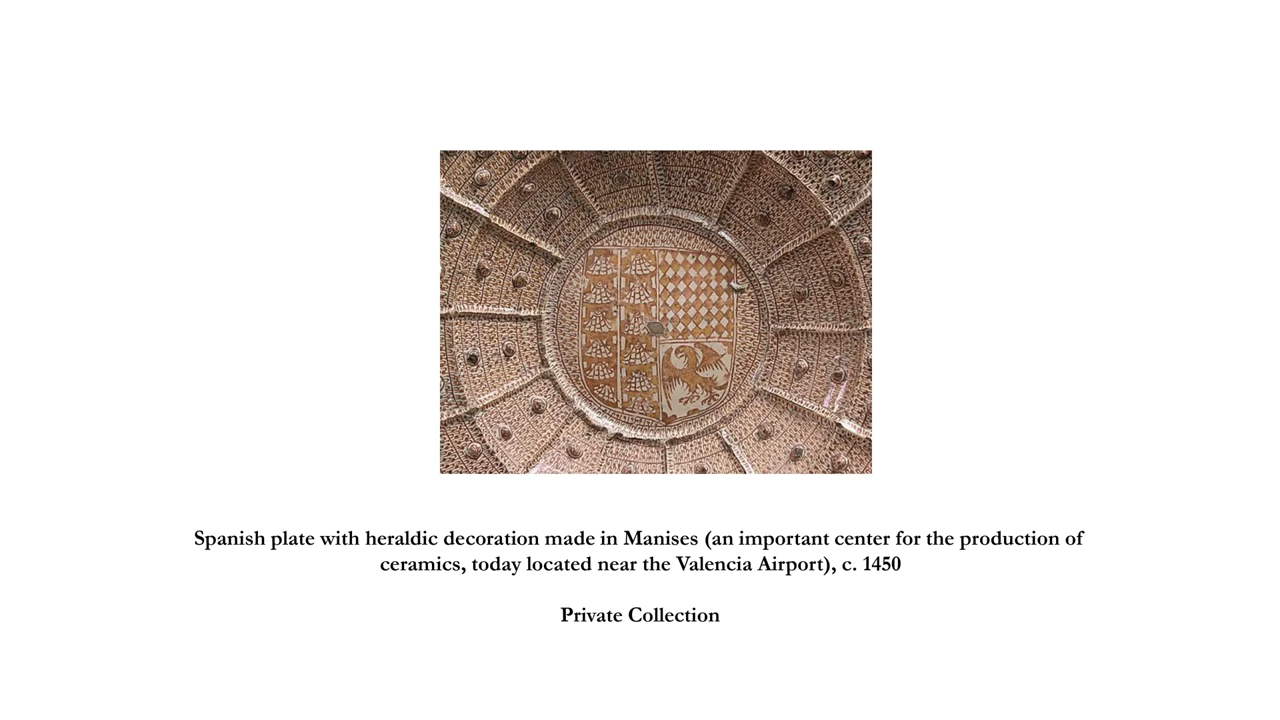 Spanish plate with heraldic decoration made in Manises (an important center for the production of
ceramics, today located near the Valencia Airport), c. 1450
Private Collection